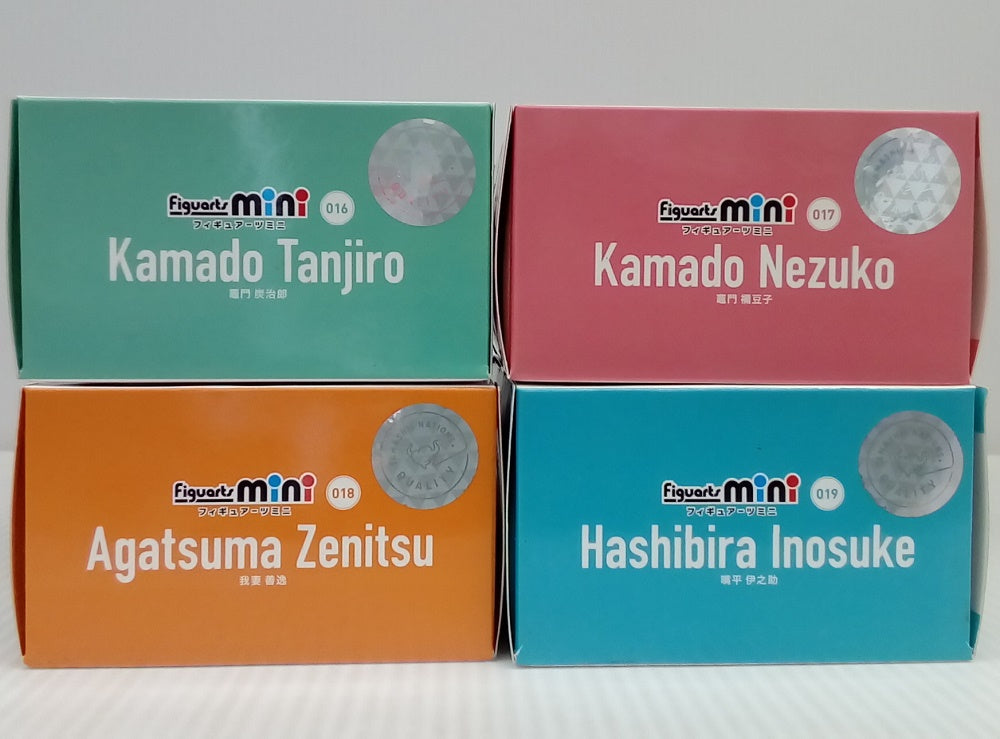 Figuarts mini 016
フィギュアーツミニ
Kamado Tanjiro
竈門 炭治郎
Figuarts mini 017
フィギュアーツミニ
Kamado Nezuko
竈門 禰豆子
Figuarts mini 018
フィギュアーツミニ
Agatsuma Zenitsu
我妻 善逸
QUALITY
Figuarts mini 019
フィギュアーツミニ
Hashibira Inosuke
嘴平 伊之助
QUALITY